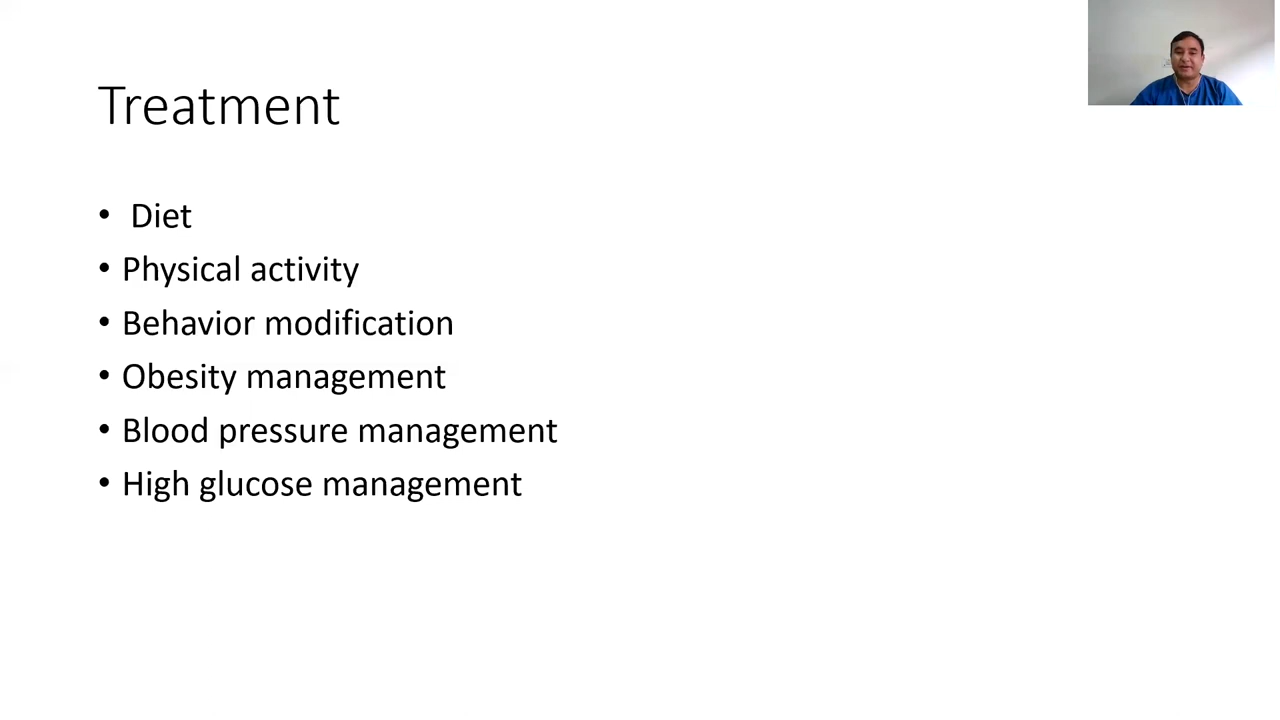 Treatment
• Diet
• Physical activity
• Behavior modification
• Obesity management
• Blood pressure management
• High glucose management